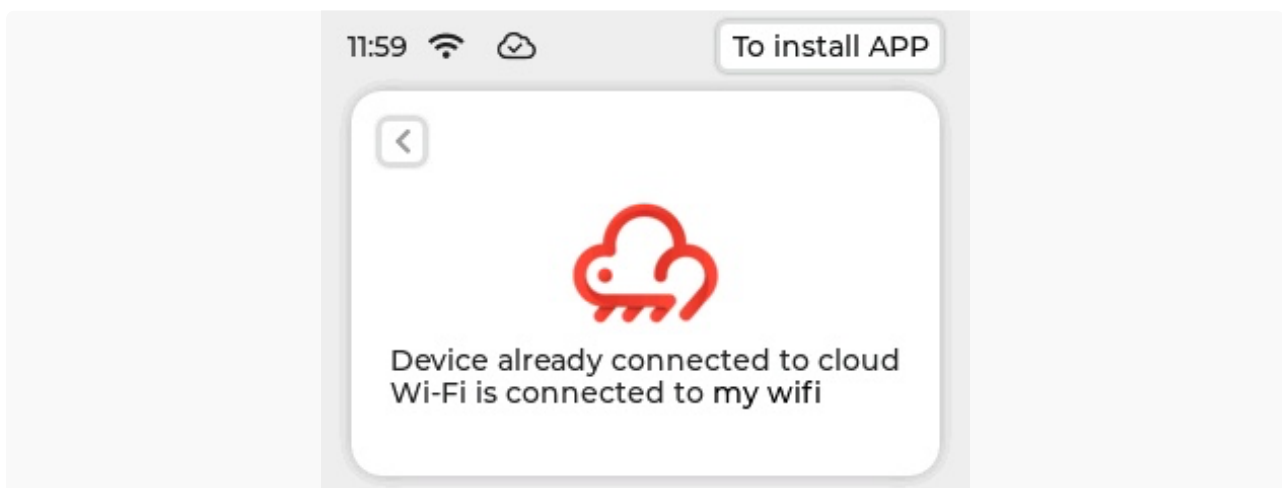 11:59
To install APP
Device already connected to cloud
Wi-Fi is connected to my wifi